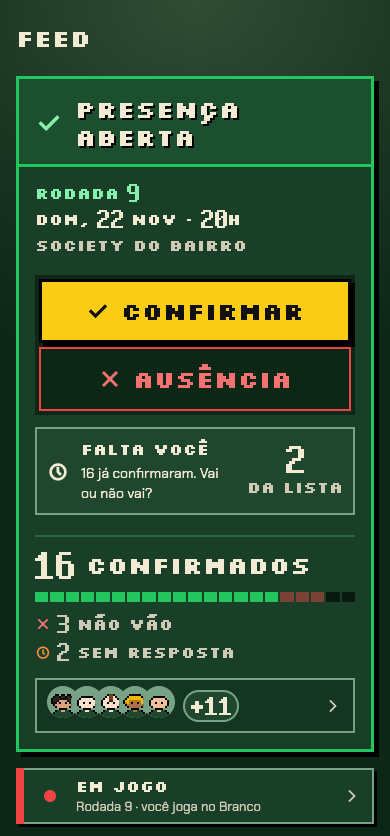 FEED
PRESENÇA
ABERTA
RODADA 9
DOM, 22 NOV · 20H
SOCIETY DO BAIRRO
CONFIRMAR
AUSÊNCIA
FALTA VOCÊ
16 já confirmaram. Vai
ou não vai?
2
DA LISTA
16 CONFIRMADOS
3 NÃO VÃO
2 SEM RESPOSTA
+11
EM JOGO
Rodada 9 · você joga no Branco